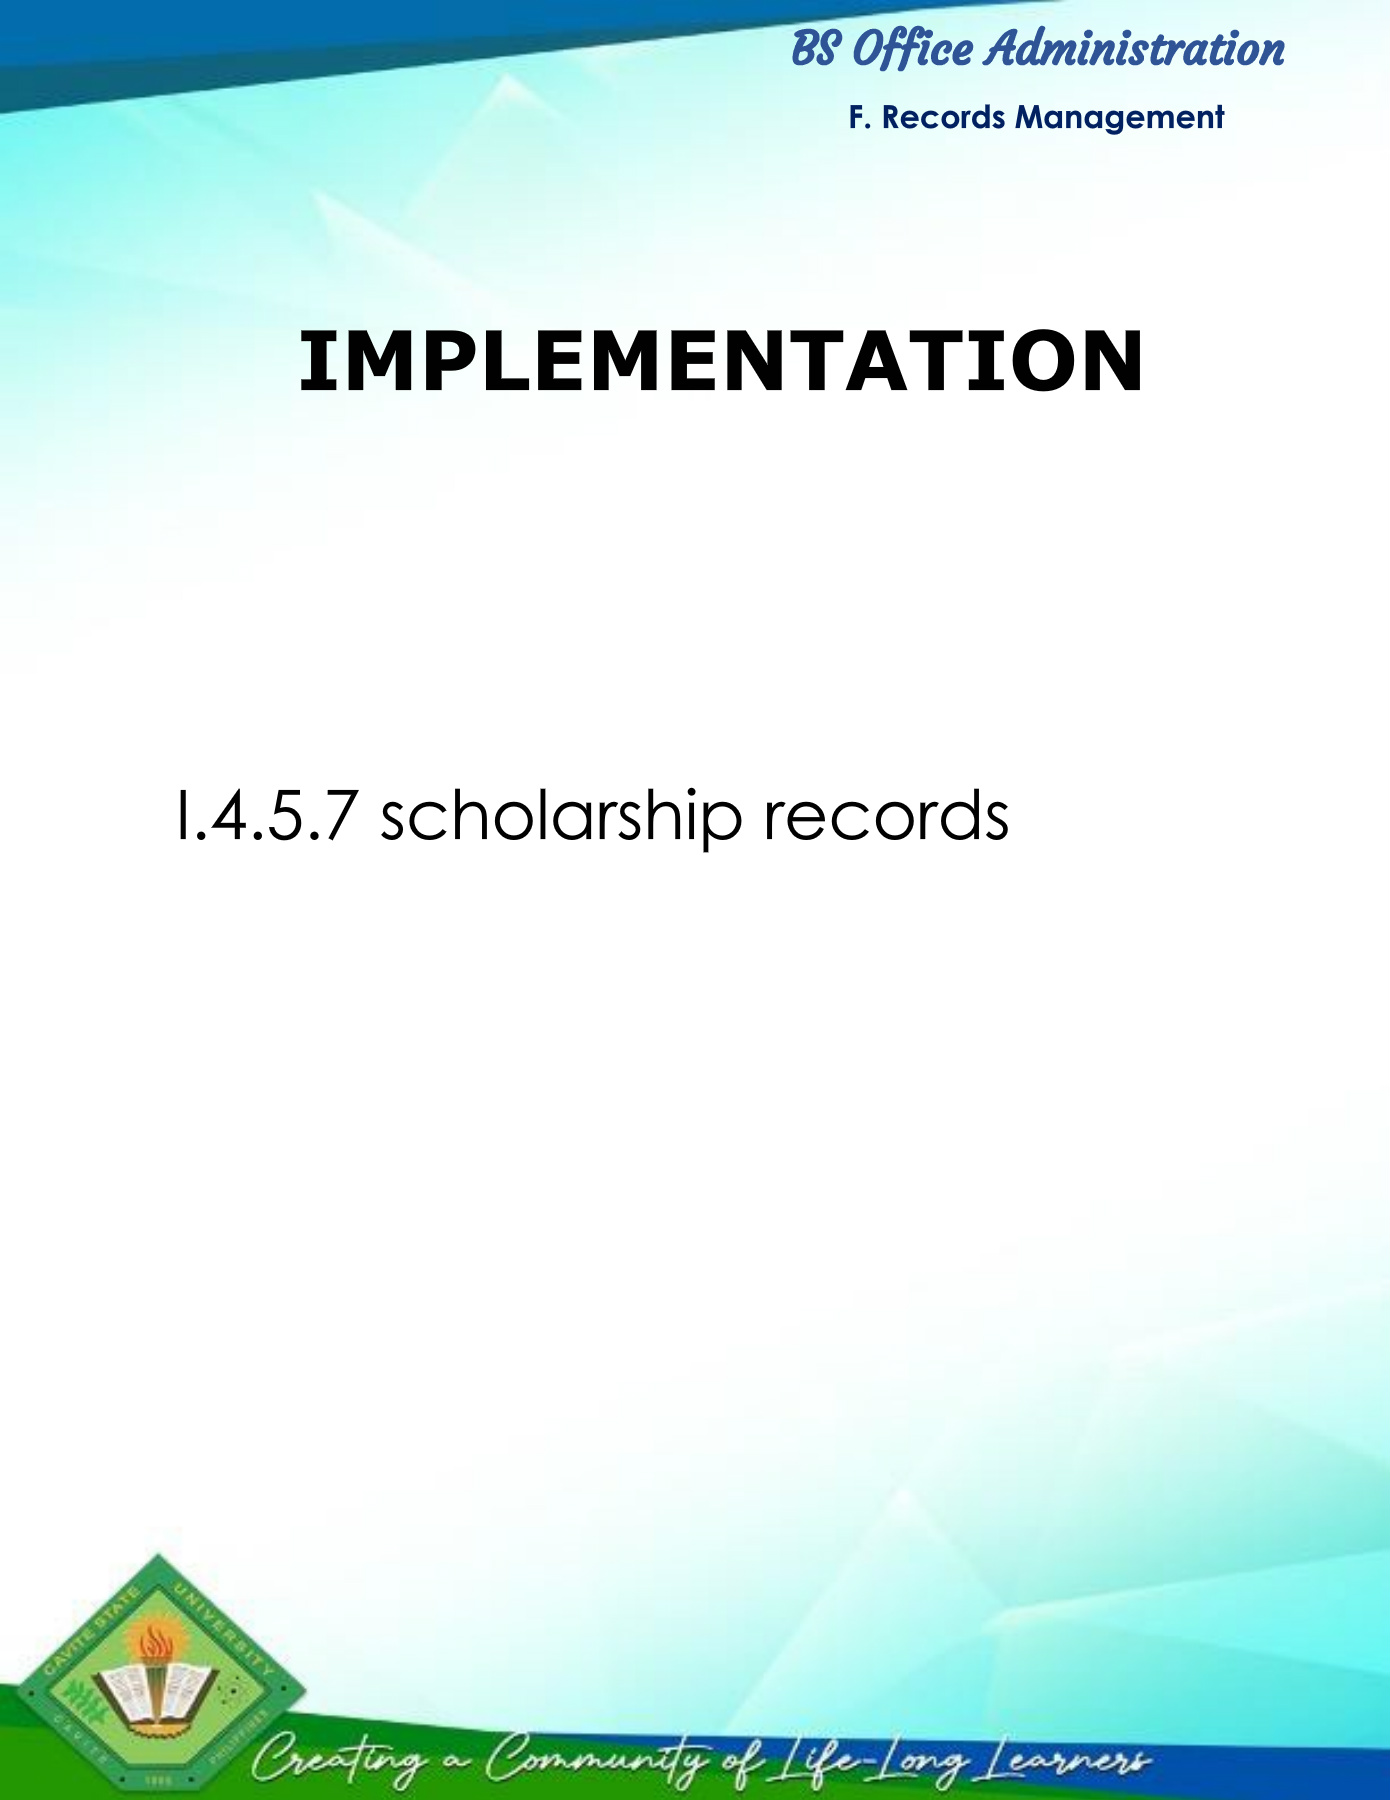 BS Office Administration
F. Records Management
IMPLEMENTATION
I.4.5.7 scholarship records
CAVITE STATE UNIVERSITY
CAVITE
PHILIPPINES
Creating a Community of Life-Long Learners